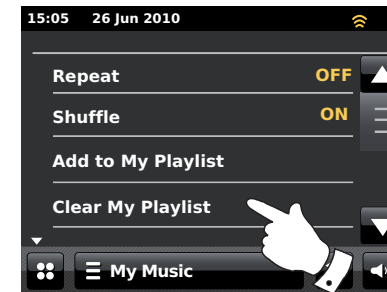 15:05 26 Jun 2010
Repeat OFF
Shuffle ON
Add to My Playlist
Clear My Playlist
My Music